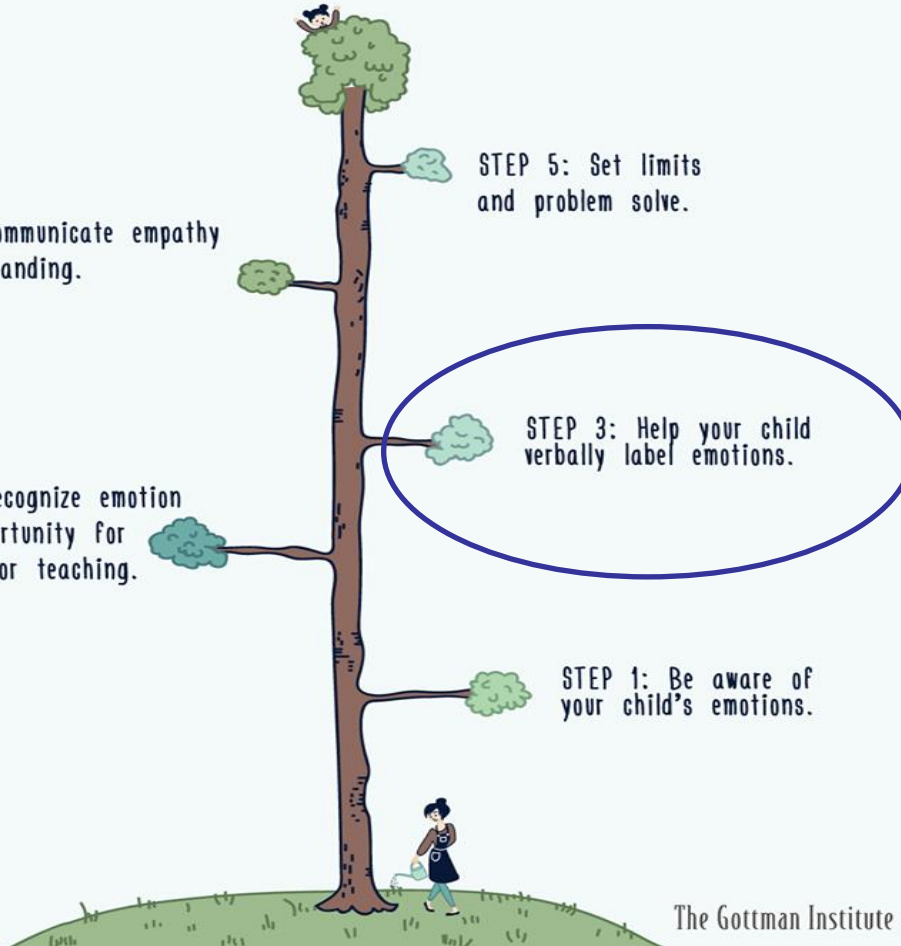 STEP 5: Set limits
and problem solve.
ommunicate empathy
anding.
STEP 3: Help your child
verbally label emotions.
ecognize emotion
rtunity for
or teaching.
STEP 1: Be aware of
your child's emotions.
The Gottman Institute